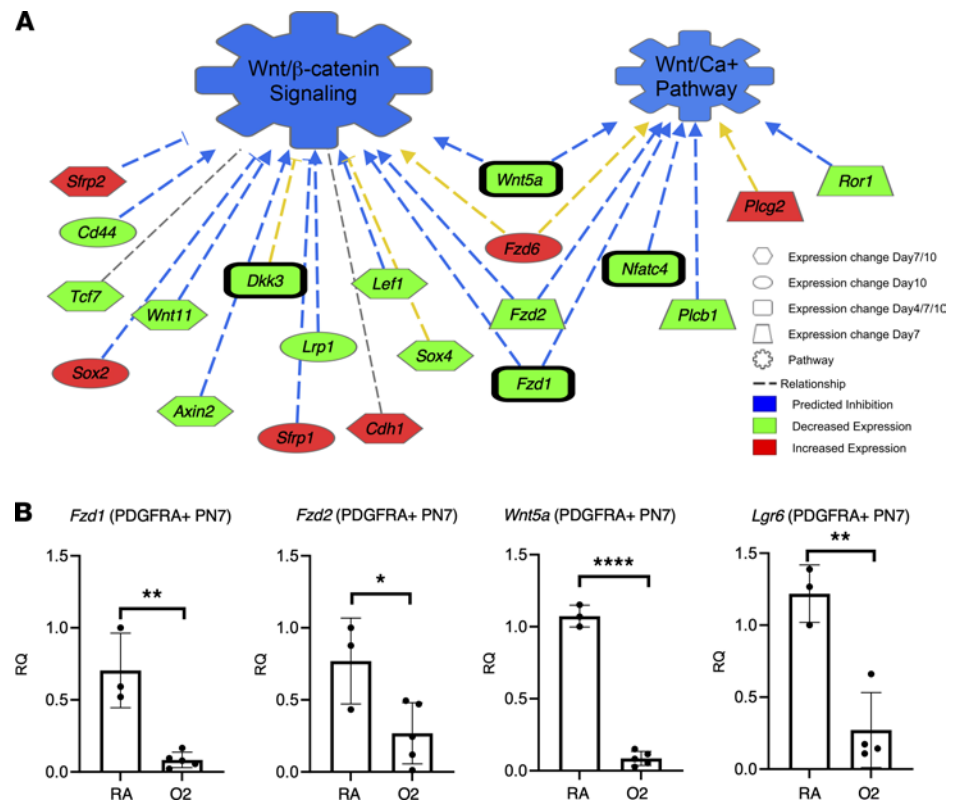 A
Wnt/β-catenin
Signaling
Wnt/Ca+
Pathway
Sfrp2
Cd44
Tcf7
Wnt11
Sox2
Axin2
Dkk3
Lrp1
Sfrp1
Lef1
Sox4
Cdh1
Wnt5a
Fzd6
Fzd2
Fzd1
Nfatc4
Plcb1
Plcg2
Ror1
Expression change Day7/10
Expression change Day10
Expression change Day4/7/10
Expression change Day7
Pathway
Relationship
Predicted Inhibition
Decreased Expression
Increased Expression
B
Fzd1 (PDGFRA+ PN7)
RQ
1.5
1.0
0.5
0.0
**
RA O2
Fzd2 (PDGFRA+ PN7)
RQ
1.5
1.0
0.5
0.0
*
RA O2
Wnt5a (PDGFRA+ PN7)
RQ
1.5
1.0
0.5
0.0
****
RA O2
Lgr6 (PDGFRA+ PN7)
RQ
1.5
1.0
0.5
0.0
**
RA O2